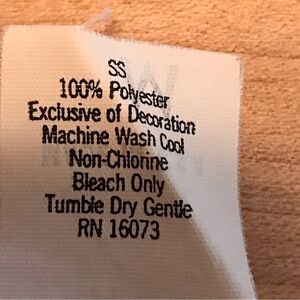 SS
100% Polyester
Exclusive of Decoration
Machine Wash Cool
Non-Chlorine
Bleach Only
Tumble Dry Gentle
RN 16073